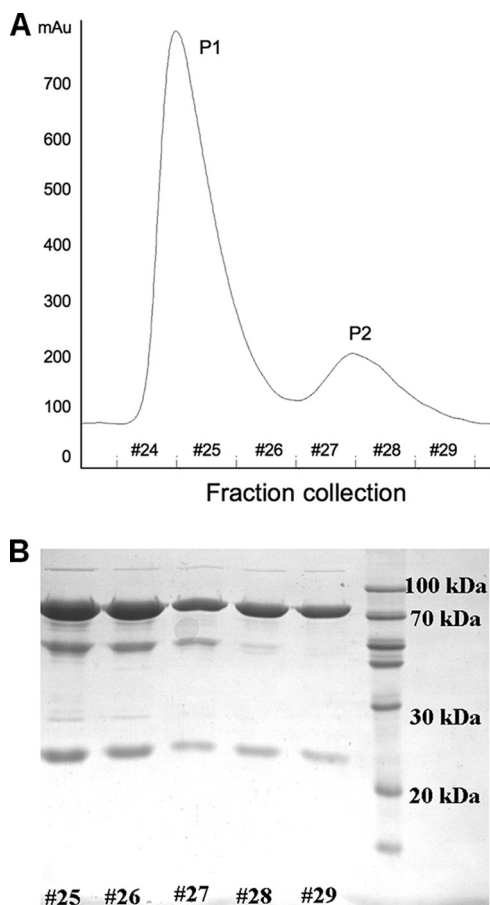 A
mAu
P1
700
600
500
400
300
P2
200
100
0
#24 #25 #26 #27 #28 #29
Fraction collection
B
100 kDa
70 kDa
30 kDa
20 kDa
#25 #26 #27 #28 #29